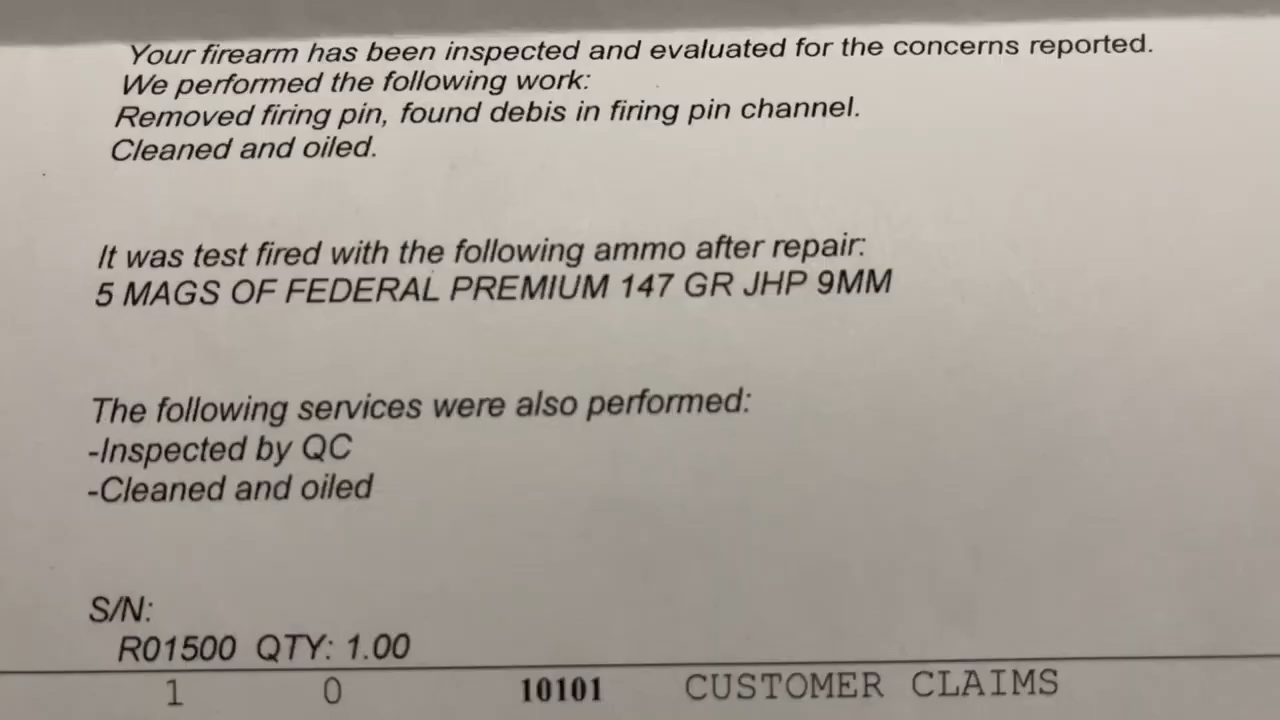 Your firearm has been inspected and evaluated for the concerns reported.
We performed the following work:
Removed firing pin, found debis in firing pin channel.
Cleaned and oiled.
It was test fired with the following ammo after repair:
5 MAGS OF FEDERAL PREMIUM 147 GR JHP 9MM
The following services were also performed:
-Inspected by QC
-Cleaned and oiled
S/N:
R01500 QTY: 1.00
1 0 10101 CUSTOMER CLAIMS